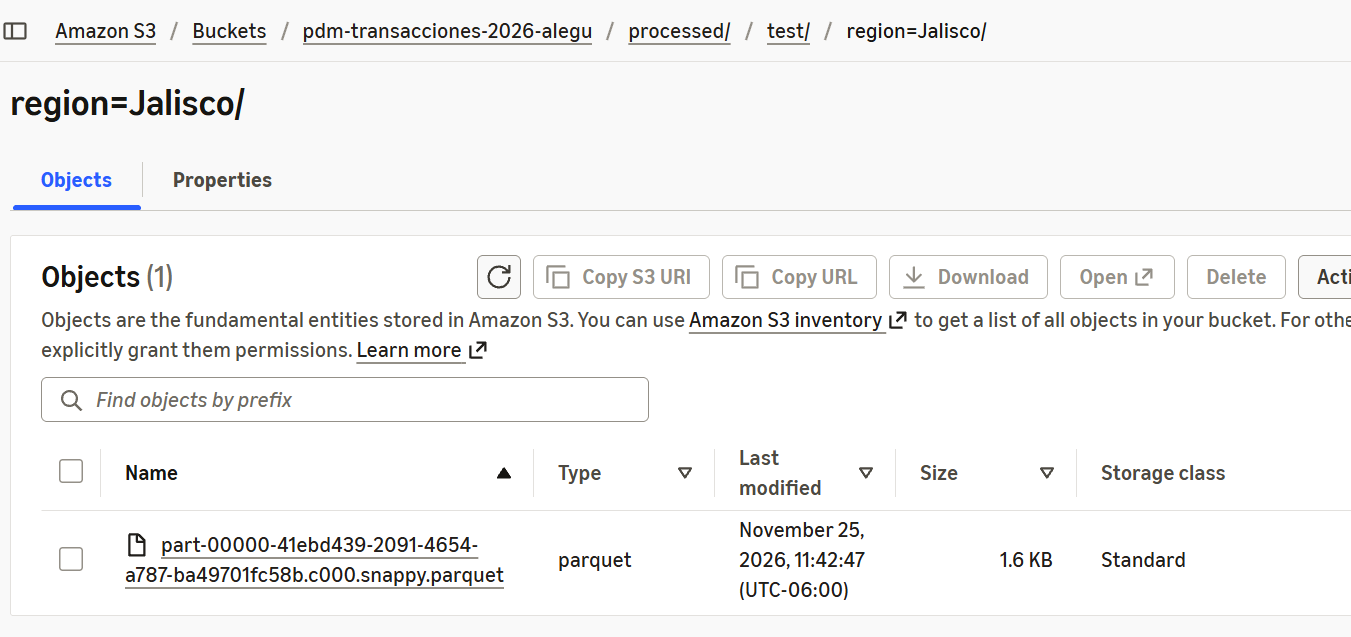 Amazon S3 / Buckets / pdm-transacciones-2026-alegu / processed/ / test/ / region=Jalisco/
region=Jalisco/
Objects Properties
Objects (1) Copy S3 URI Copy URL Download Open Delete Acti
Objects are the fundamental entities stored in Amazon S3. You can use Amazon S3 inventory to get a list of all objects in your bucket. For othe
explicitly grant them permissions. Learn more
Find objects by prefix
Name Type Last modified Size Storage class
part-00000-41ebd439-2091-4654-
a787-ba49701fc58b.c000.snappy.parquet
parquet
November 25,
2026, 11:42:47
(UTC-06:00)
1.6 KB
Standard